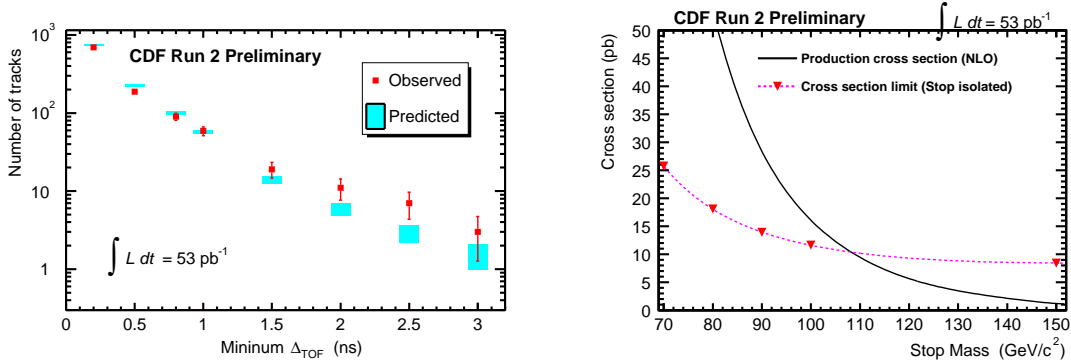 CDF Run 2 Preliminary
Observed
Predicted
∫ L dt = 53 pb⁻¹
Number of tracks
10³
10²
10
1
0 0.5 1 1.5 2 2.5 3
Mininum Δ_TOF (ns)
CDF Run 2 Preliminary
∫ L dt = 53 pb⁻¹
Production cross section (NLO)
Cross section limit (Stop isolated)
Cross section (pb)
50
45
40
35
30
25
20
15
10
5
0
70 80 90 100 110 120 130 140 150
Stop Mass (GeV/c²)